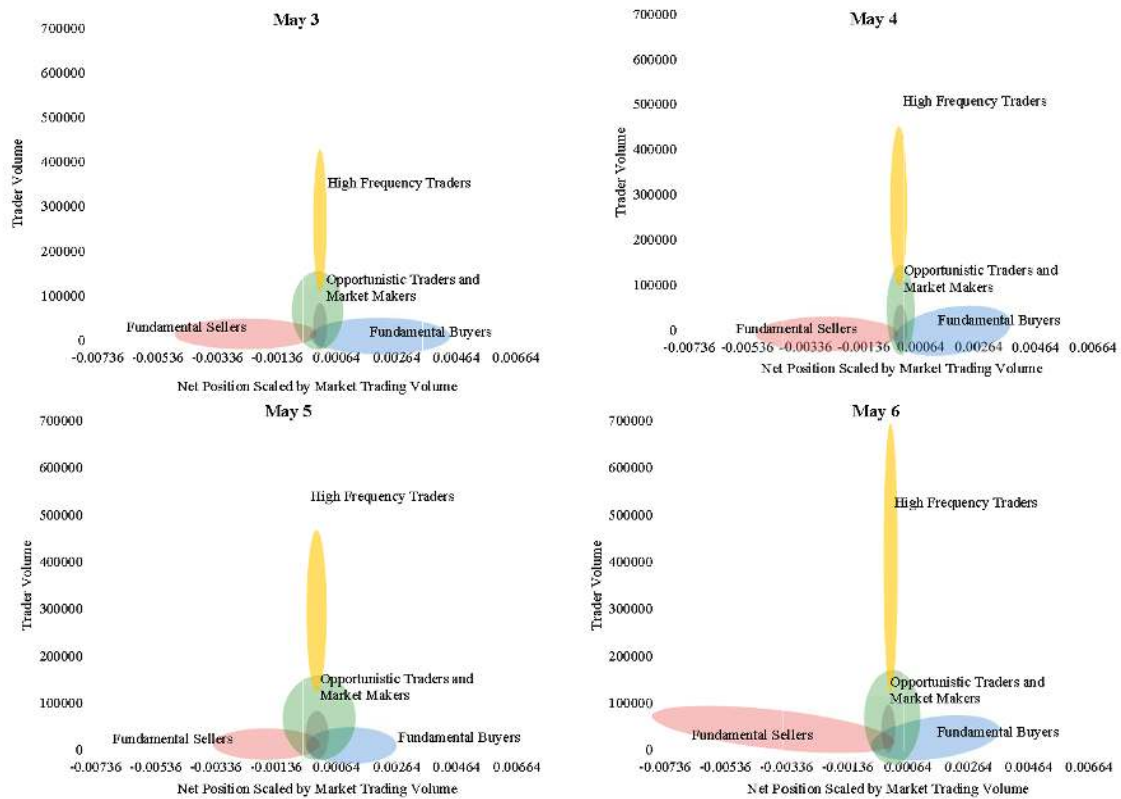 May 3
700000
600000
500000
400000
300000
200000
100000
0
Trader Volume
High Frequency Traders
Opportunistic Traders and
Market Makers
Fundamental Sellers
Fundamental Buyers
-0.00736 -0.00536 -0.00336 -0.00136 0.00064 0.00264 0.00464 0.00664
Net Position Scaled by Market Trading Volume
May 4
700000
600000
500000
400000
300000
200000
100000
0
Trader Volume
High Frequency Traders
Opportunistic Traders and
Market Makers
Fundamental Sellers
Fundamental Buyers
-0.00736 -0.00536 -0.00336 -0.00136 0.00064 0.00264 0.00464 0.00664
Net Position Scaled by Market Trading Volume
May 5
700000
600000
500000
400000
300000
200000
100000
0
Trader Volume
High Frequency Traders
Opportunistic Traders and
Market Makers
Fundamental Sellers
Fundamental Buyers
-0.00736 -0.00536 -0.00336 -0.00136 0.00064 0.00264 0.00464 0.00664
Net Position Scaled by Market Trading Volume
May 6
700000
600000
500000
400000
300000
200000
100000
0
Trader Volume
High Frequency Traders
Opportunistic Traders and
Market Makers
Fundamental Sellers
Fundamental Buyers
-0.00736 -0.00536 -0.00336 -0.00136 0.00064 0.00264 0.00464 0.00664
Net Position Scaled by Market Trading Volume